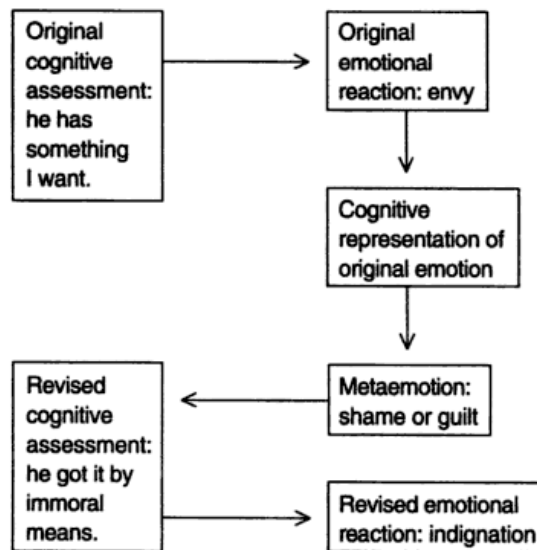 Original
cognitive
assessment:
he has
something
I want.
Original
emotional
reaction: envy
Cognitive
representation of
original emotion
Metaemotion:
shame or guilt
Revised
cognitive
assessment:
he got it by
immoral
means.
Revised emotional
reaction: indignation